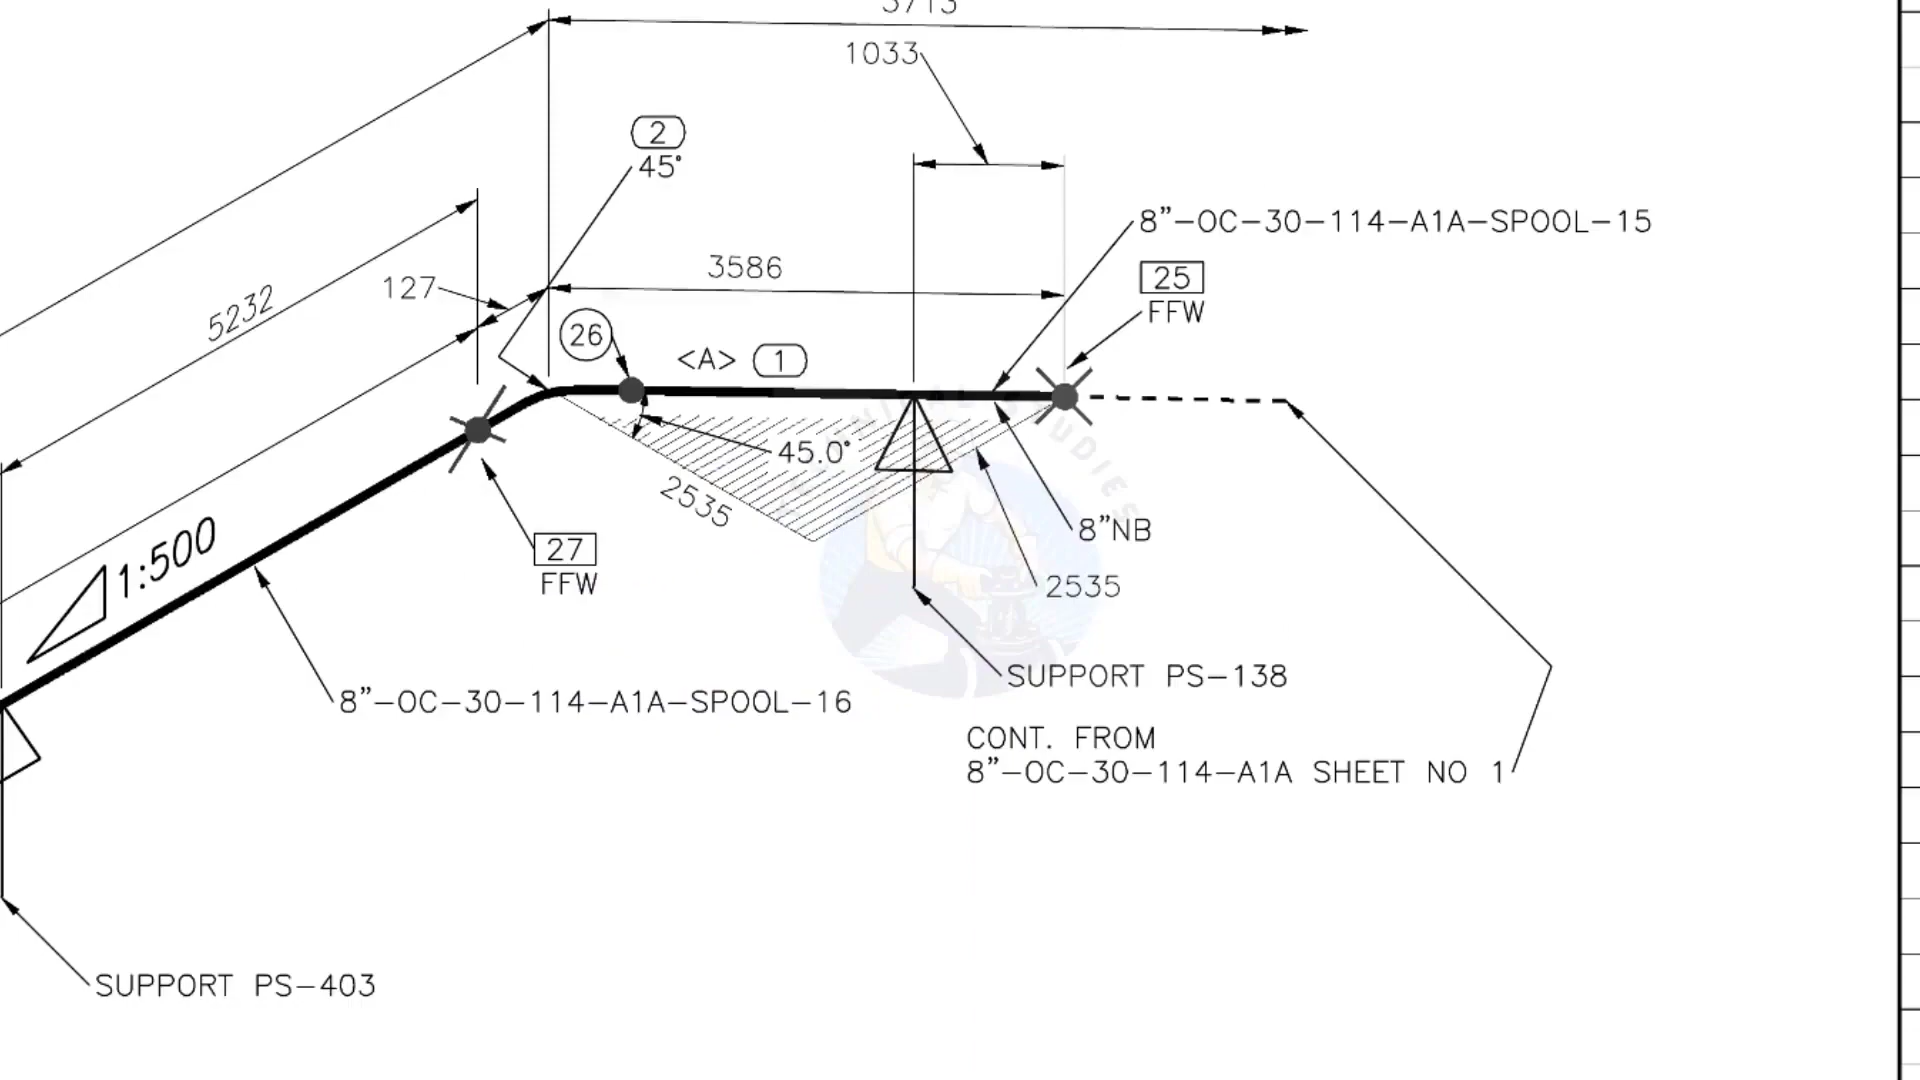 1033
2
45°
8"-OC-30-114-A1A-SPOOL-15
3586
25
FFW
127
5232
26
<A> 1
45.0°
2535
1:500
8"NB
27
FFW
2535
SUPPORT PS-138
8"-OC-30-114-A1A-SPOOL-16
CONT. FROM
8"-OC-30-114-A1A SHEET NO 1
SUPPORT PS-403